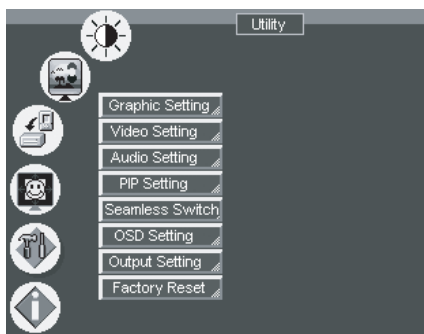 Utility
Graphic Setting
Video Setting
Audio Setting
PIP Setting
Seamless Switch
OSD Setting
Output Setting
Factory Reset